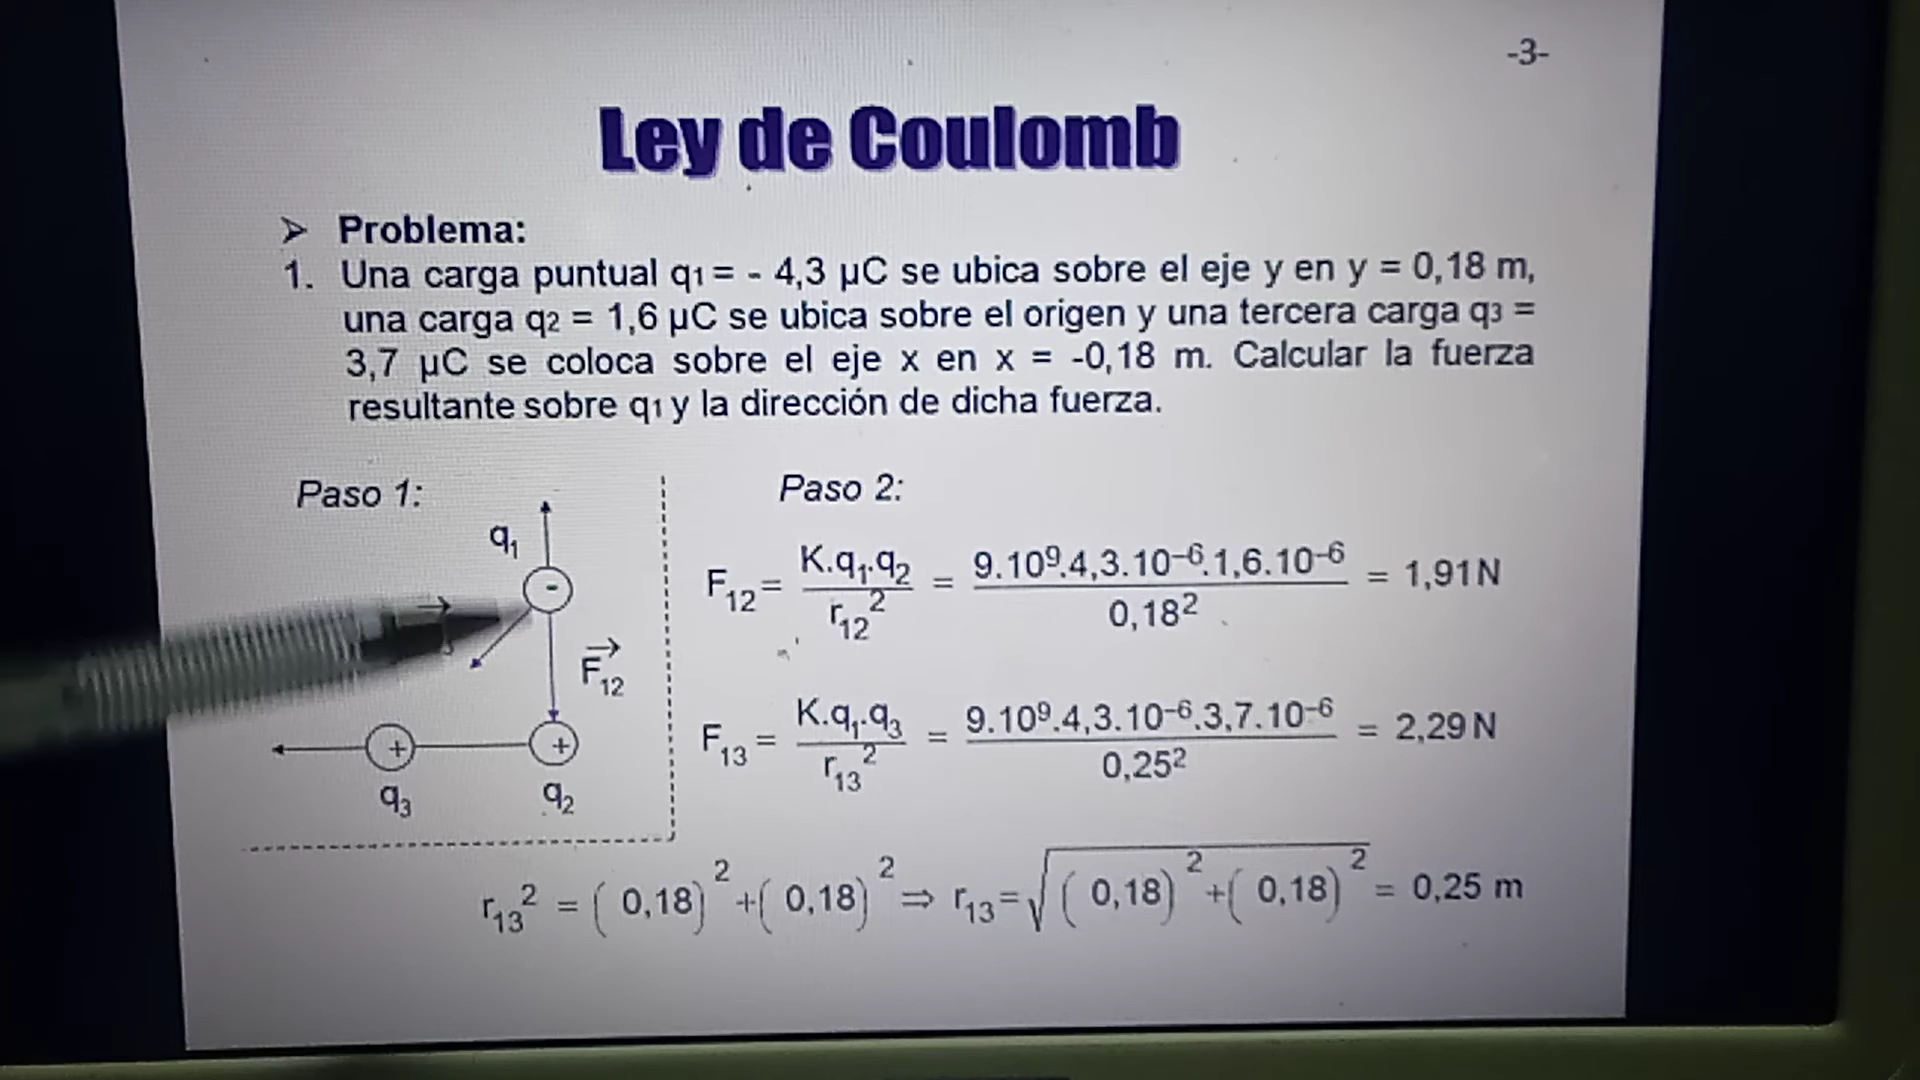 -3-
Ley de Coulomb
➢ Problema:
1. Una carga puntual q₁ = - 4,3 µC se ubica sobre el eje y en y = 0,18 m,
una carga q₂ = 1,6 µC se ubica sobre el origen y una tercera carga q₃ =
3,7 µC se coloca sobre el eje x en x = -0,18 m. Calcular la fuerza
resultante sobre q₁ y la dirección de dicha fuerza.
Paso 1:
q₁
-
F₁₂
+
+
q₃
q₂
Paso 2:
F₁₂ = K.q₁.q₂ / r₁₂² = 9.10⁹.4,3.10⁻⁶.1,6.10⁻⁶ / 0,18² = 1,91 N
F₁₃ = K.q₁.q₃ / r₁₃² = 9.10⁹.4,3.10⁻⁶.3,7.10⁻⁶ / 0,25² = 2,29 N
r₁₃² = (0,18)² + (0,18)² ⇒ r₁₃ = √(0,18)² + (0,18)² = 0,25 m